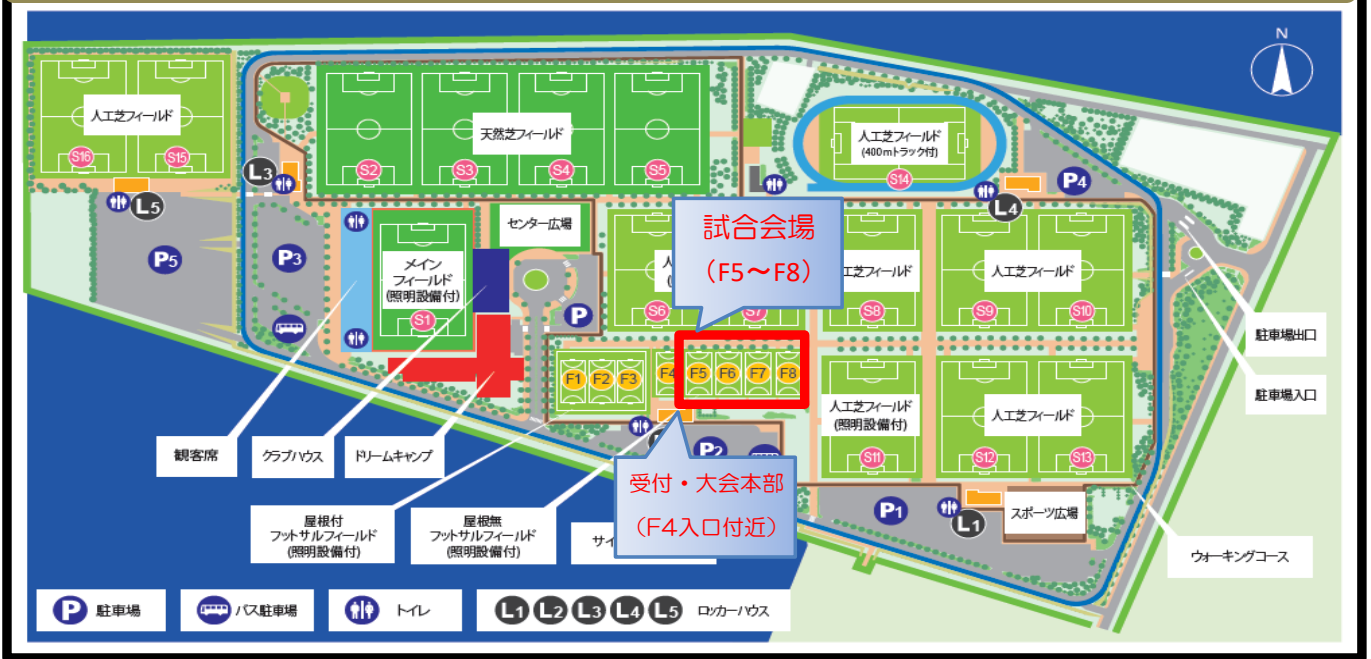 N
人工芝フィールド
S16
S15
L5
P5
L3
P3
天然芝フィールド
S2
S3
S4
S5
人工芝フィールド
(400mトラック付)
S14
P4
L4
センター広場
メイン
フィールド
(照明設備付)
S1
P
試合会場
（F5～F8）
S6
S7
工芝フィールド
S8
人工芝フィールド
S9
S10
駐車場出口
駐車場入口
F1
F2
F3
F4
F5
F6
F7
F8
人工芝フィールド
(照明設備付)
S11
人工芝フィールド
S12
S13
P2
受付・大会本部
（F4入口付近）
P1
L1
スポーツ広場
観客席
クラブハウス
ドリームキャンプ
屋根付
フットサルフィールド
(照明設備付)
屋根無
フットサルフィールド
(照明設備付)
サイ
ウォーキングコース
P 駐車場
バス駐車場
トイレ
L1 L2 L3 L4 L5 ロッカーハウス